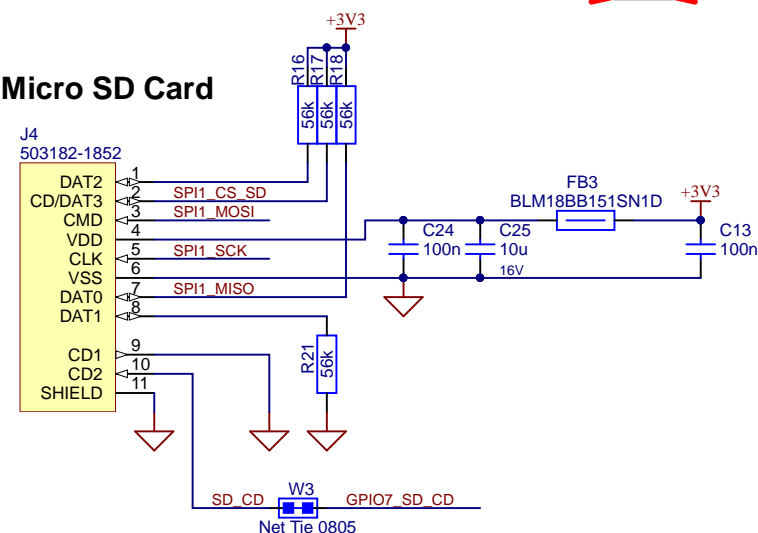 +3V3
Micro SD Card
R16 R17 R18
56k 56k 56k
J4
503182-1852
DAT2 1
CD/DAT3 2 SPI1_CS_SD
CMD 3 SPI1_MOSI
VDD 4
CLK 5 SPI1_SCK
VSS 6
DAT0 7 SPI1_MISO
DAT1 8
CD1 9
CD2 10
SHIELD 11
FB3
BLM18BB151SN1D
+3V3
C24
100n
C25
10u
16V
C13
100n
R21
56k
SD_CD W3 GPIO7_SD_CD
Net Tie 0805